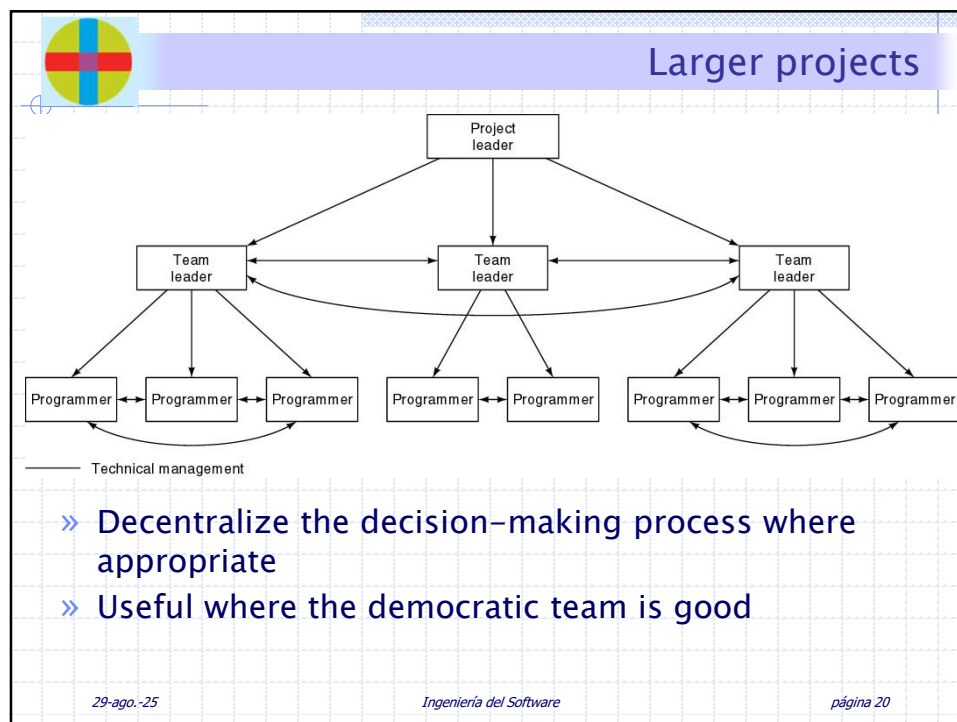 Larger projects
Project
leader
Team
leader
Team
leader
Team
leader
Programmer
Programmer
Programmer
Programmer
Programmer
Programmer
Programmer
Programmer
Technical management
» Decentralize the decision-making process where
appropriate
» Useful where the democratic team is good
29-ago.-25
Ingeniería del Software
página 20